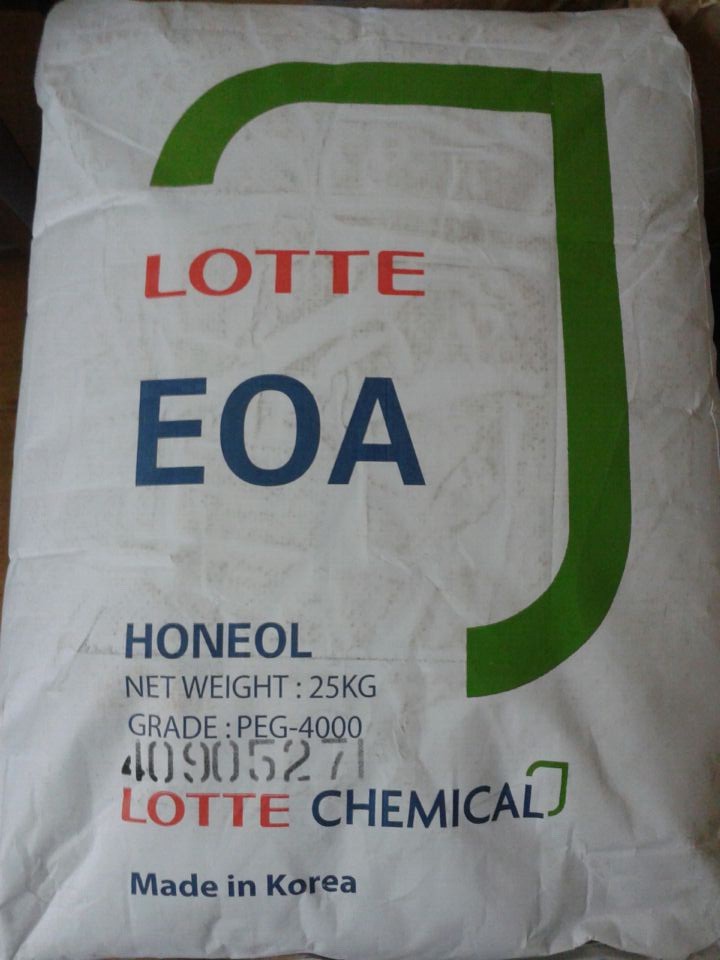 LOTTE
EOA
HONEOL
NET WEIGHT : 25KG
GRADE : PEG-4000
40905271
LOTTE CHEMICAL
Made in Korea